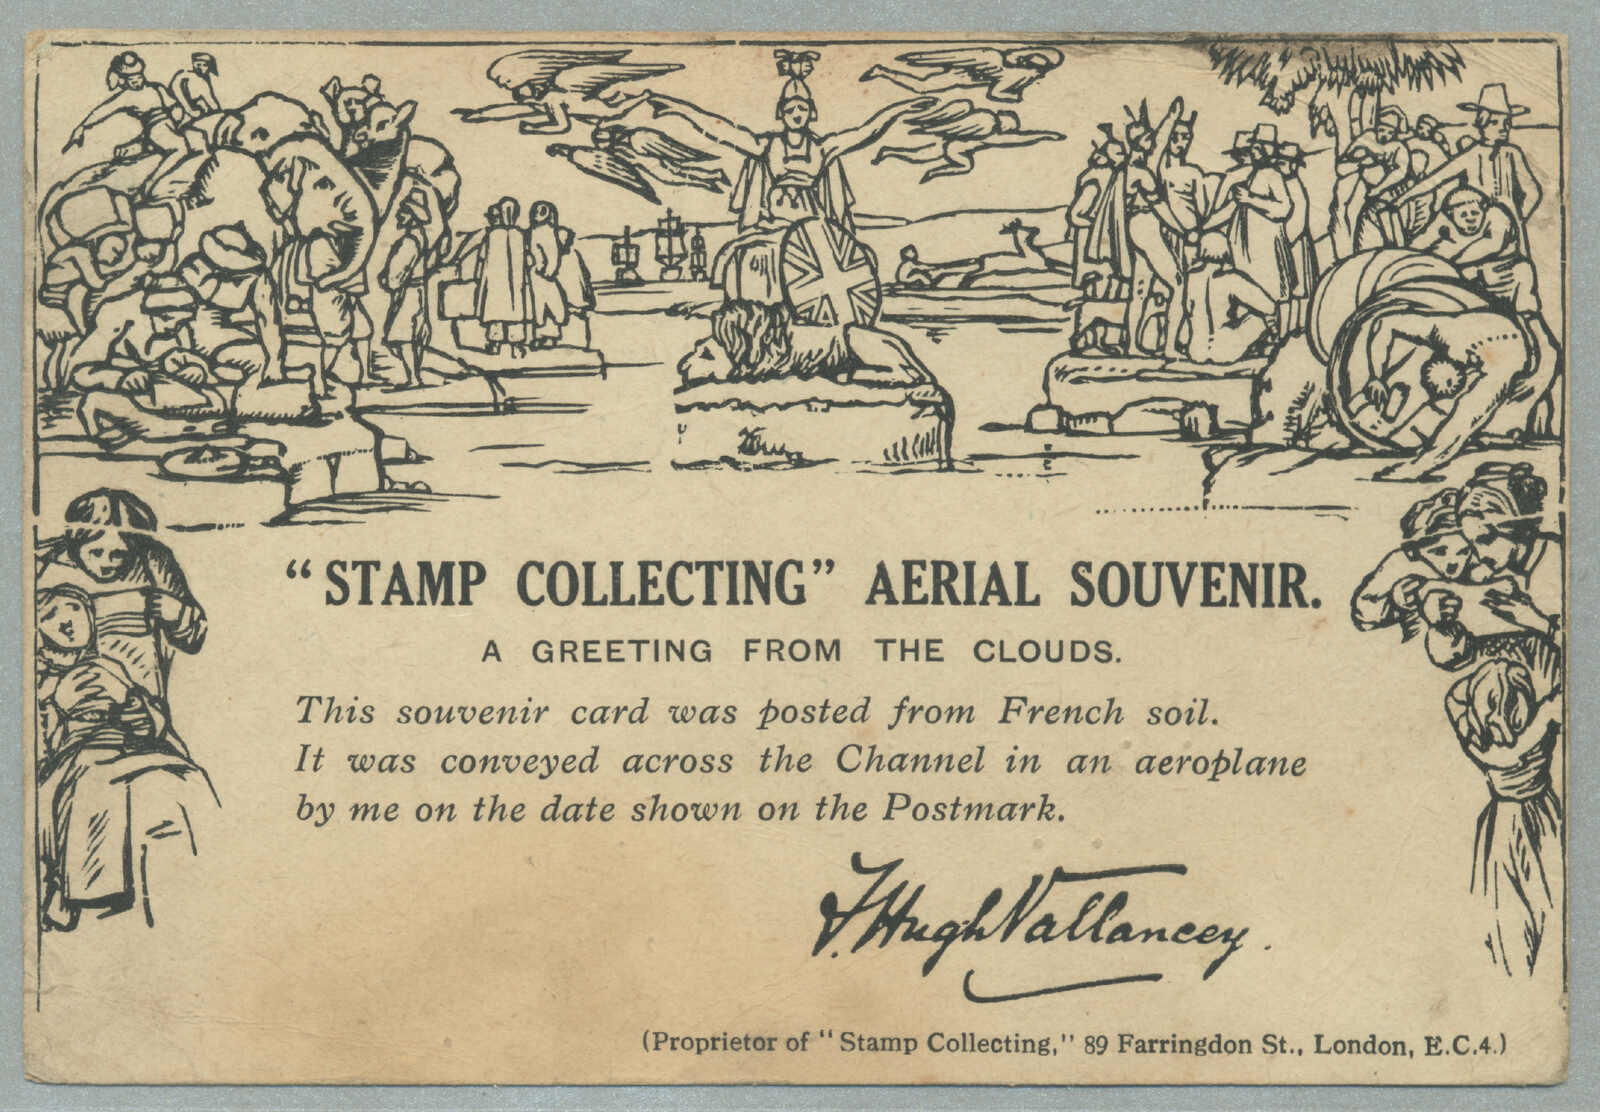 “STAMP COLLECTING” AERIAL SOUVENIR.
A GREETING FROM THE CLOUDS.
This souvenir card was posted from French soil.
It was conveyed across the Channel in an aeroplane
by me on the date shown on the Postmark.
F. Hugh Vallancey.
(Proprietor of “Stamp Collecting,” 89 Farringdon St., London, E.C.4.)